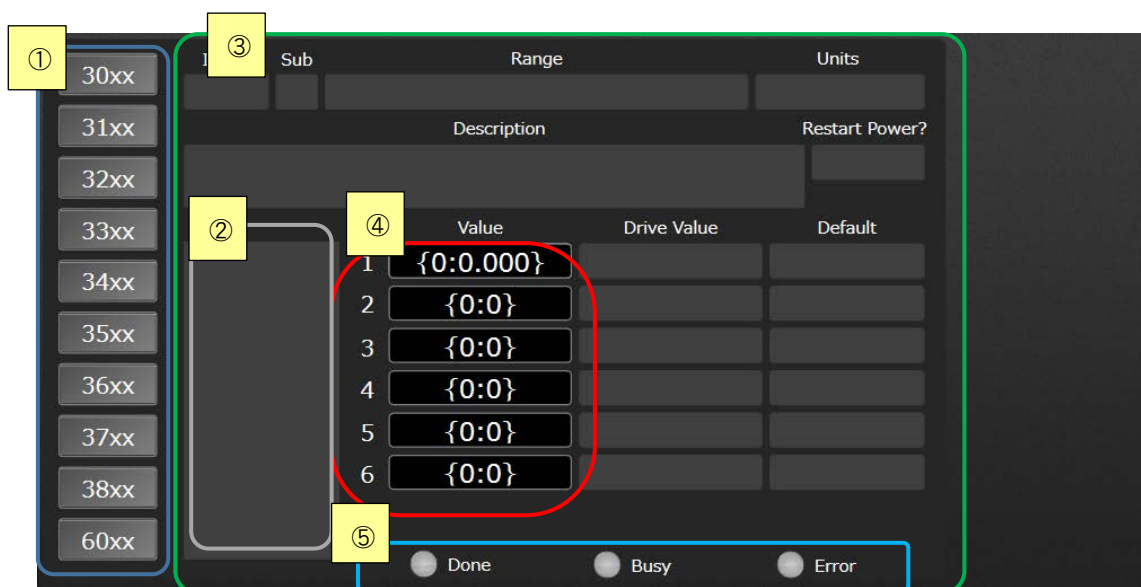 ①
③
30xx
Sub
Range
Units
31xx
Description
Restart Power?
32xx
33xx
②
④
Value
Drive Value
Default
1
{0:0.000}
34xx
2
{0:0}
35xx
3
{0:0}
36xx
4
{0:0}
37xx
5
{0:0}
38xx
6
{0:0}
60xx
⑤
Done
Busy
Error